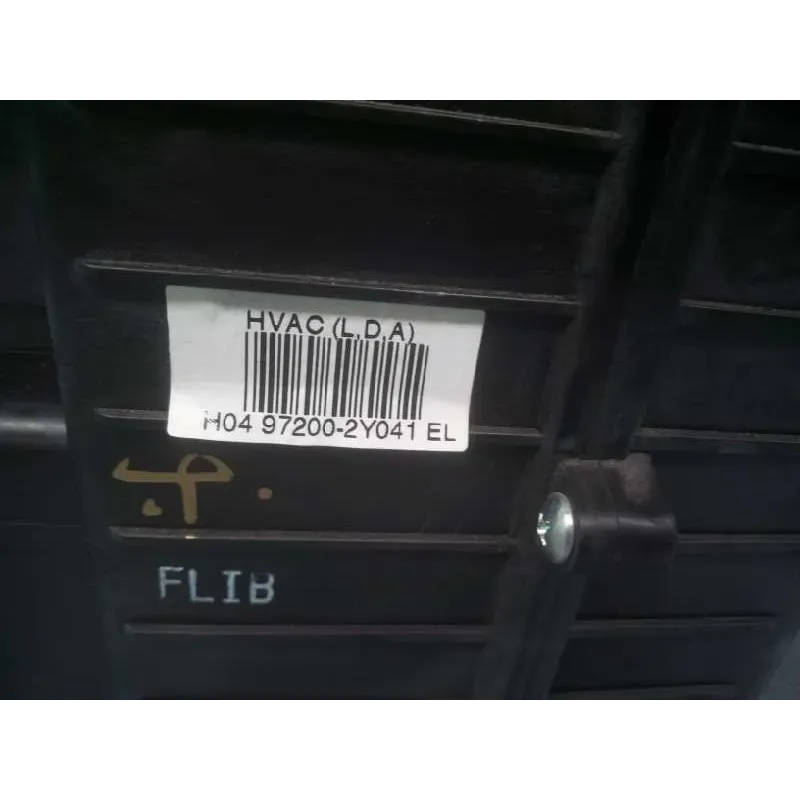 HVAC (L,D,A)
H04 97200-2Y041 EL
FLIB